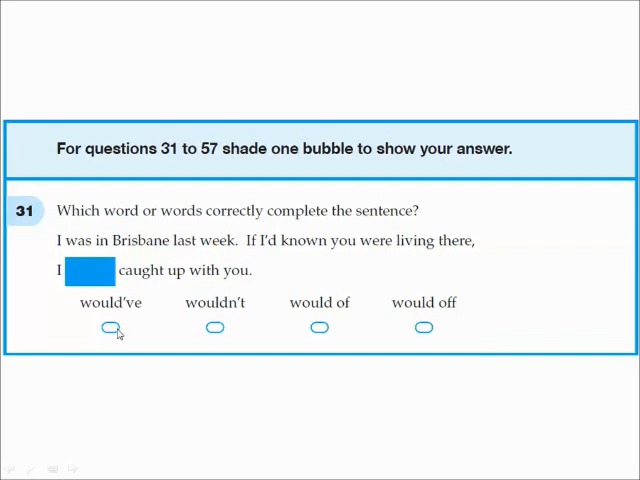 For questions 31 to 57 shade one bubble to show your answer.
31 Which word or words correctly complete the sentence?
I was in Brisbane last week. If I'd known you were living there,
I caught up with you.
would've wouldn't would of would off